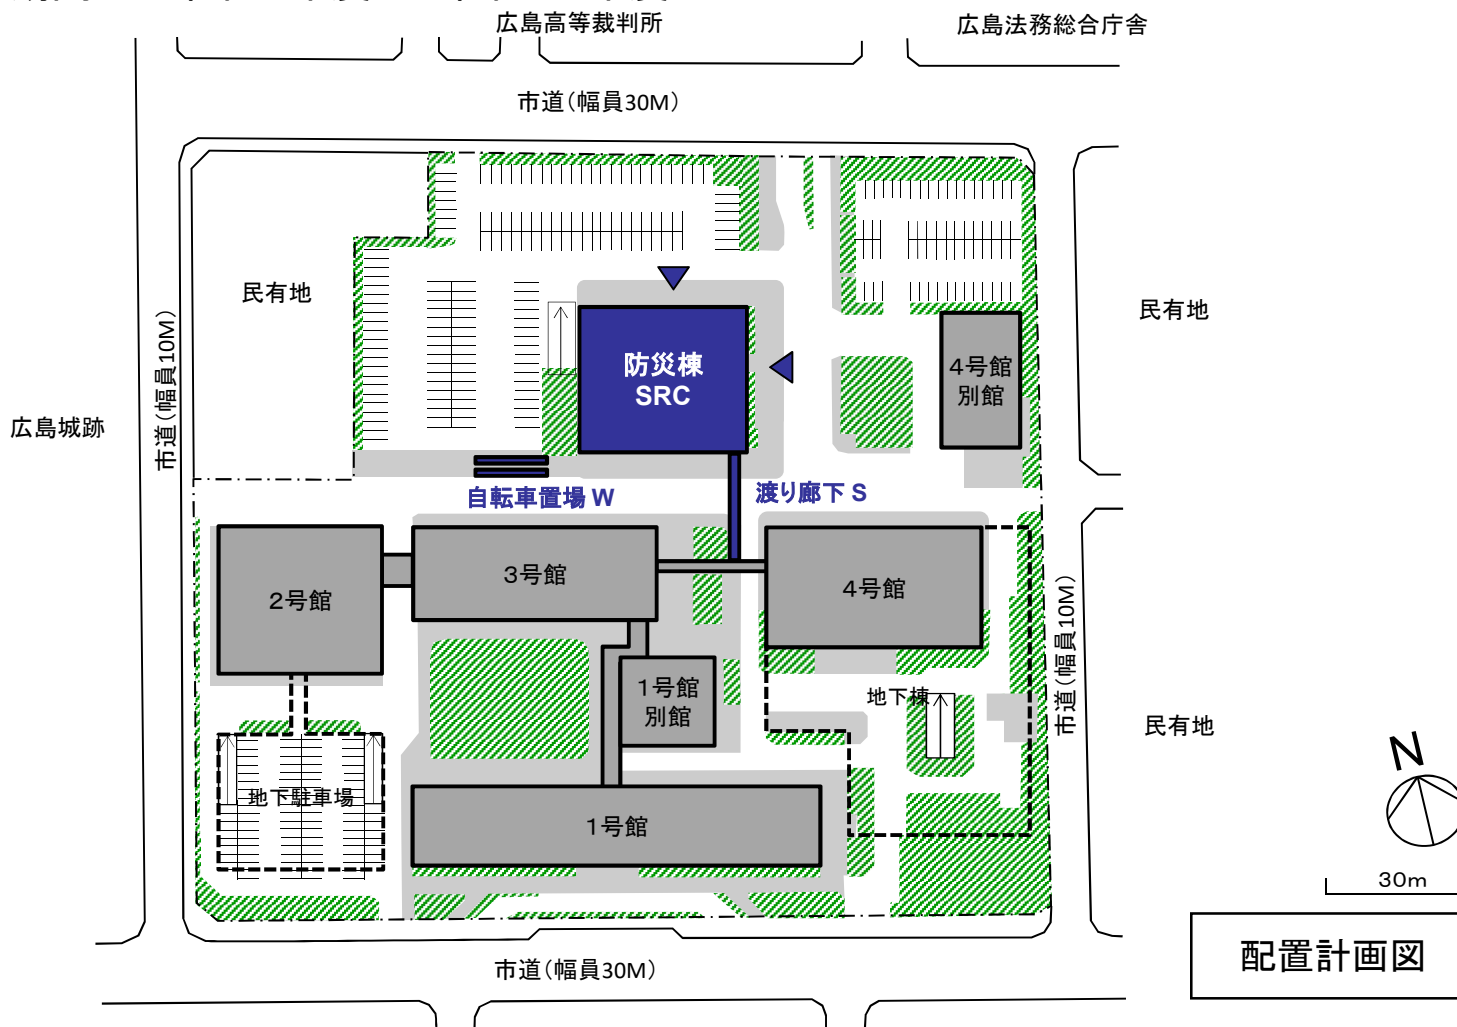 広島高等裁判所
広島法務総合庁舎
市道(幅員30M)
民有地
民有地
市道(幅員10M)
防災棟
SRC
4号館
別館
広島城跡
自転車置場 W
渡り廊下 S
2号館
3号館
4号館
市道(幅員10M)
1号館
別館
地下棟
民有地
N
地下駐車場
1号館
30m
配置計画図
市道(幅員30M)